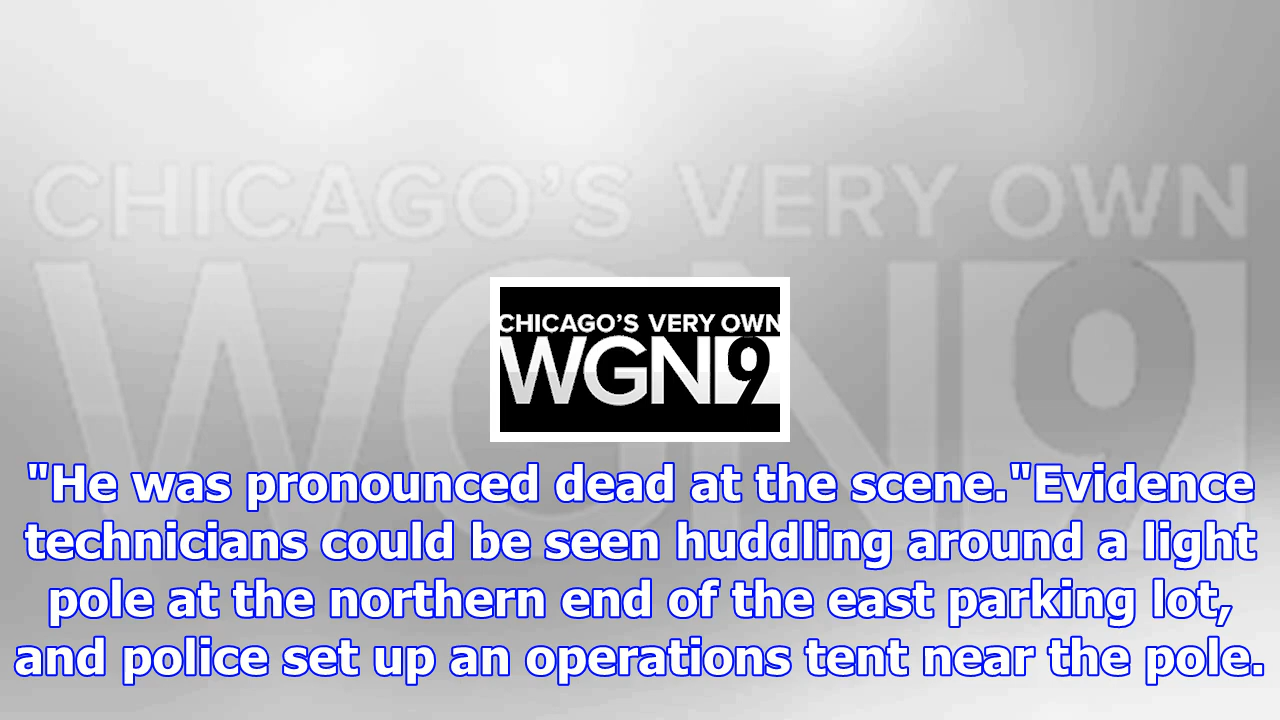 CHICAGO'S VERY OWN
WGN 9
CHICAGO'S VERY OWN
WGN9
"He was pronounced dead at the scene."Evidence
technicians could be seen huddling around a light
pole at the northern end of the east parking lot,
and police set up an operations tent near the pole.